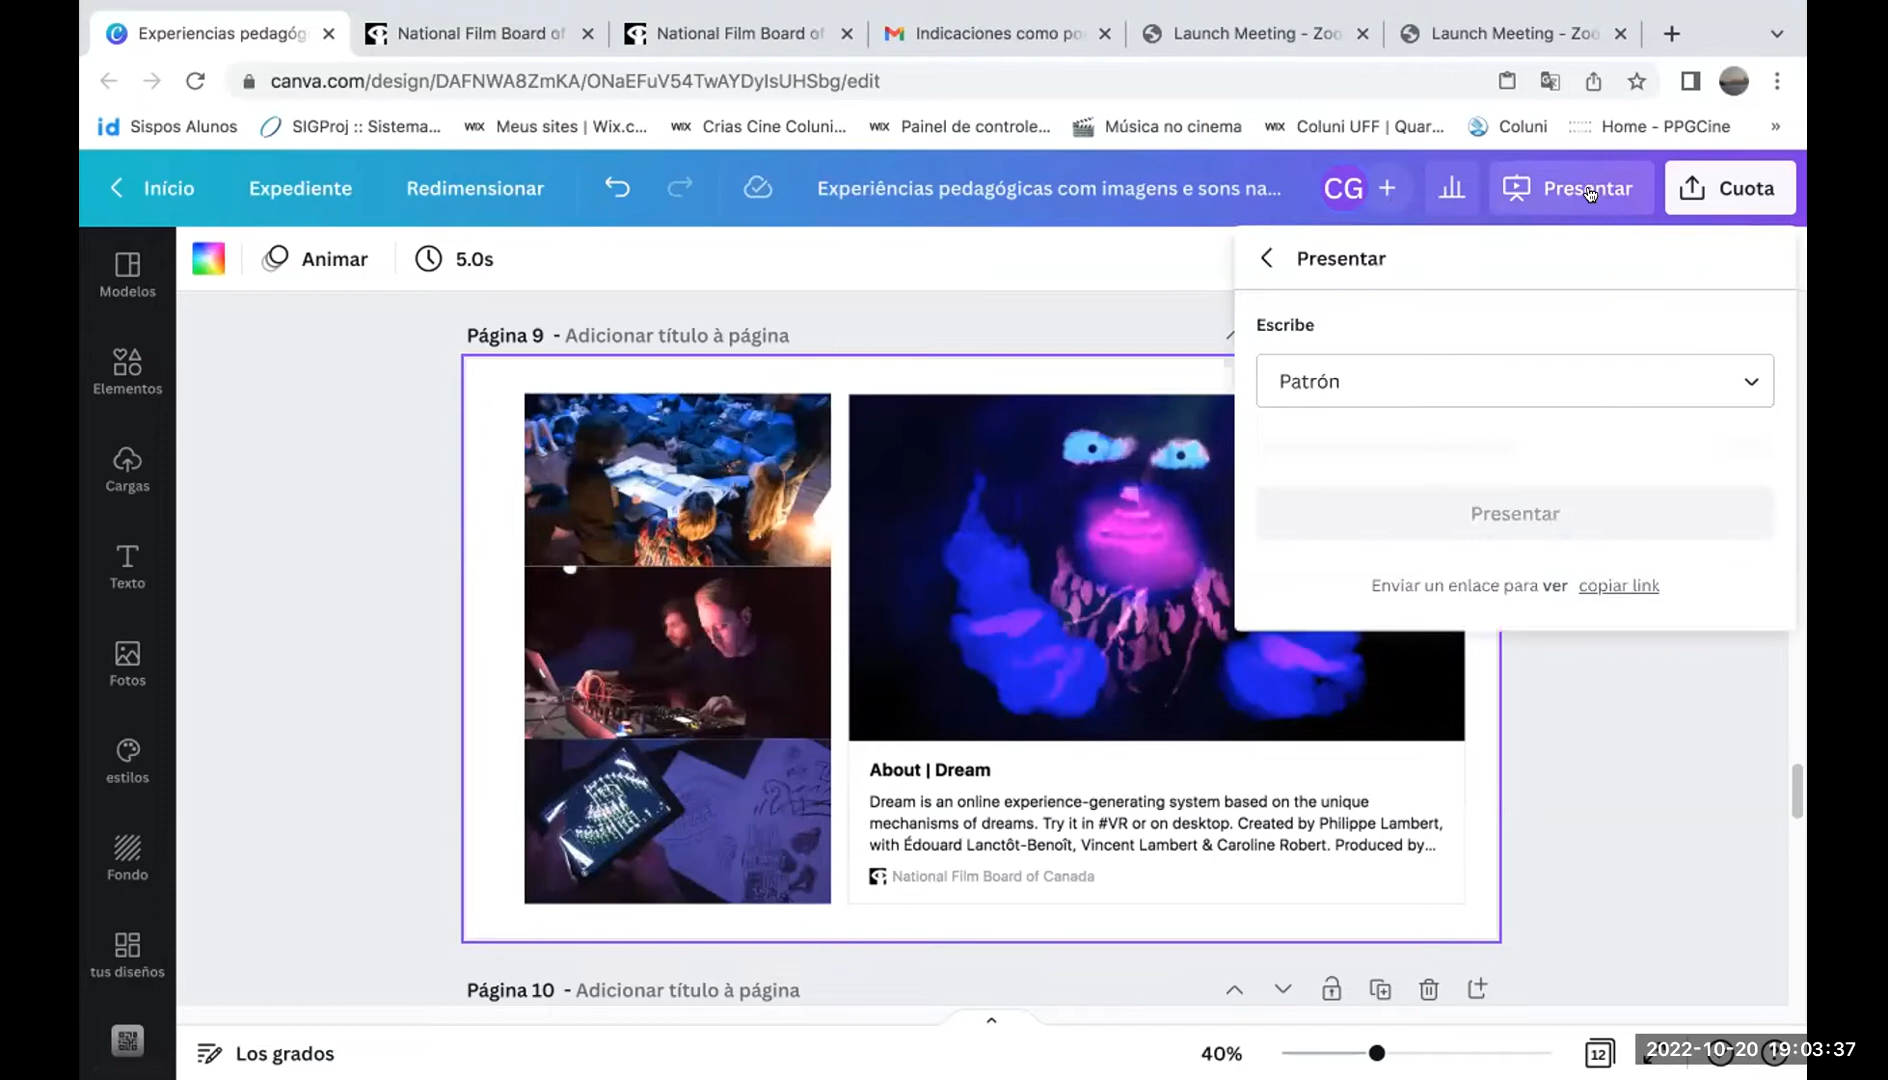 Experiencias pedagóg
National Film Board of
National Film Board of
Indicaciones como po
Launch Meeting - Zoo
Launch Meeting - Zoo
canva.com/design/DAFNWA8ZmKA/ONaEFuV54TwAYDyIsUHSbg/edit
id Sispos Alunos
SIGProj :: Sistema...
WIX Meus sites | Wix.c...
WIX Crias Cine Coluni...
WIX Painel de controle...
Música no cinema
WIX Coluni UFF | Quar...
Coluni
Home - PPGCine
»
Início
Expediente
Redimensionar
Experiências pedagógicas com imagens e sons na...
CG
Presentar
Cuota
Modelos
Elementos
Cargas
Texto
Fotos
estilos
Fondo
tus diseños
Animar
5.0s
Presentar
Escribe
Patrón
Presentar
Enviar un enlace para ver copiar link
Página 9 - Adicionar título à página
About | Dream
Dream is an online experience-generating system based on the unique
mechanisms of dreams. Try it in #VR or on desktop. Created by Philippe Lambert,
with Édouard Lanctôt-Benoît, Vincent Lambert & Caroline Robert. Produced by...
National Film Board of Canada
Página 10 - Adicionar título à página
Los grados
40%
12
2022-10-20 19:03:37